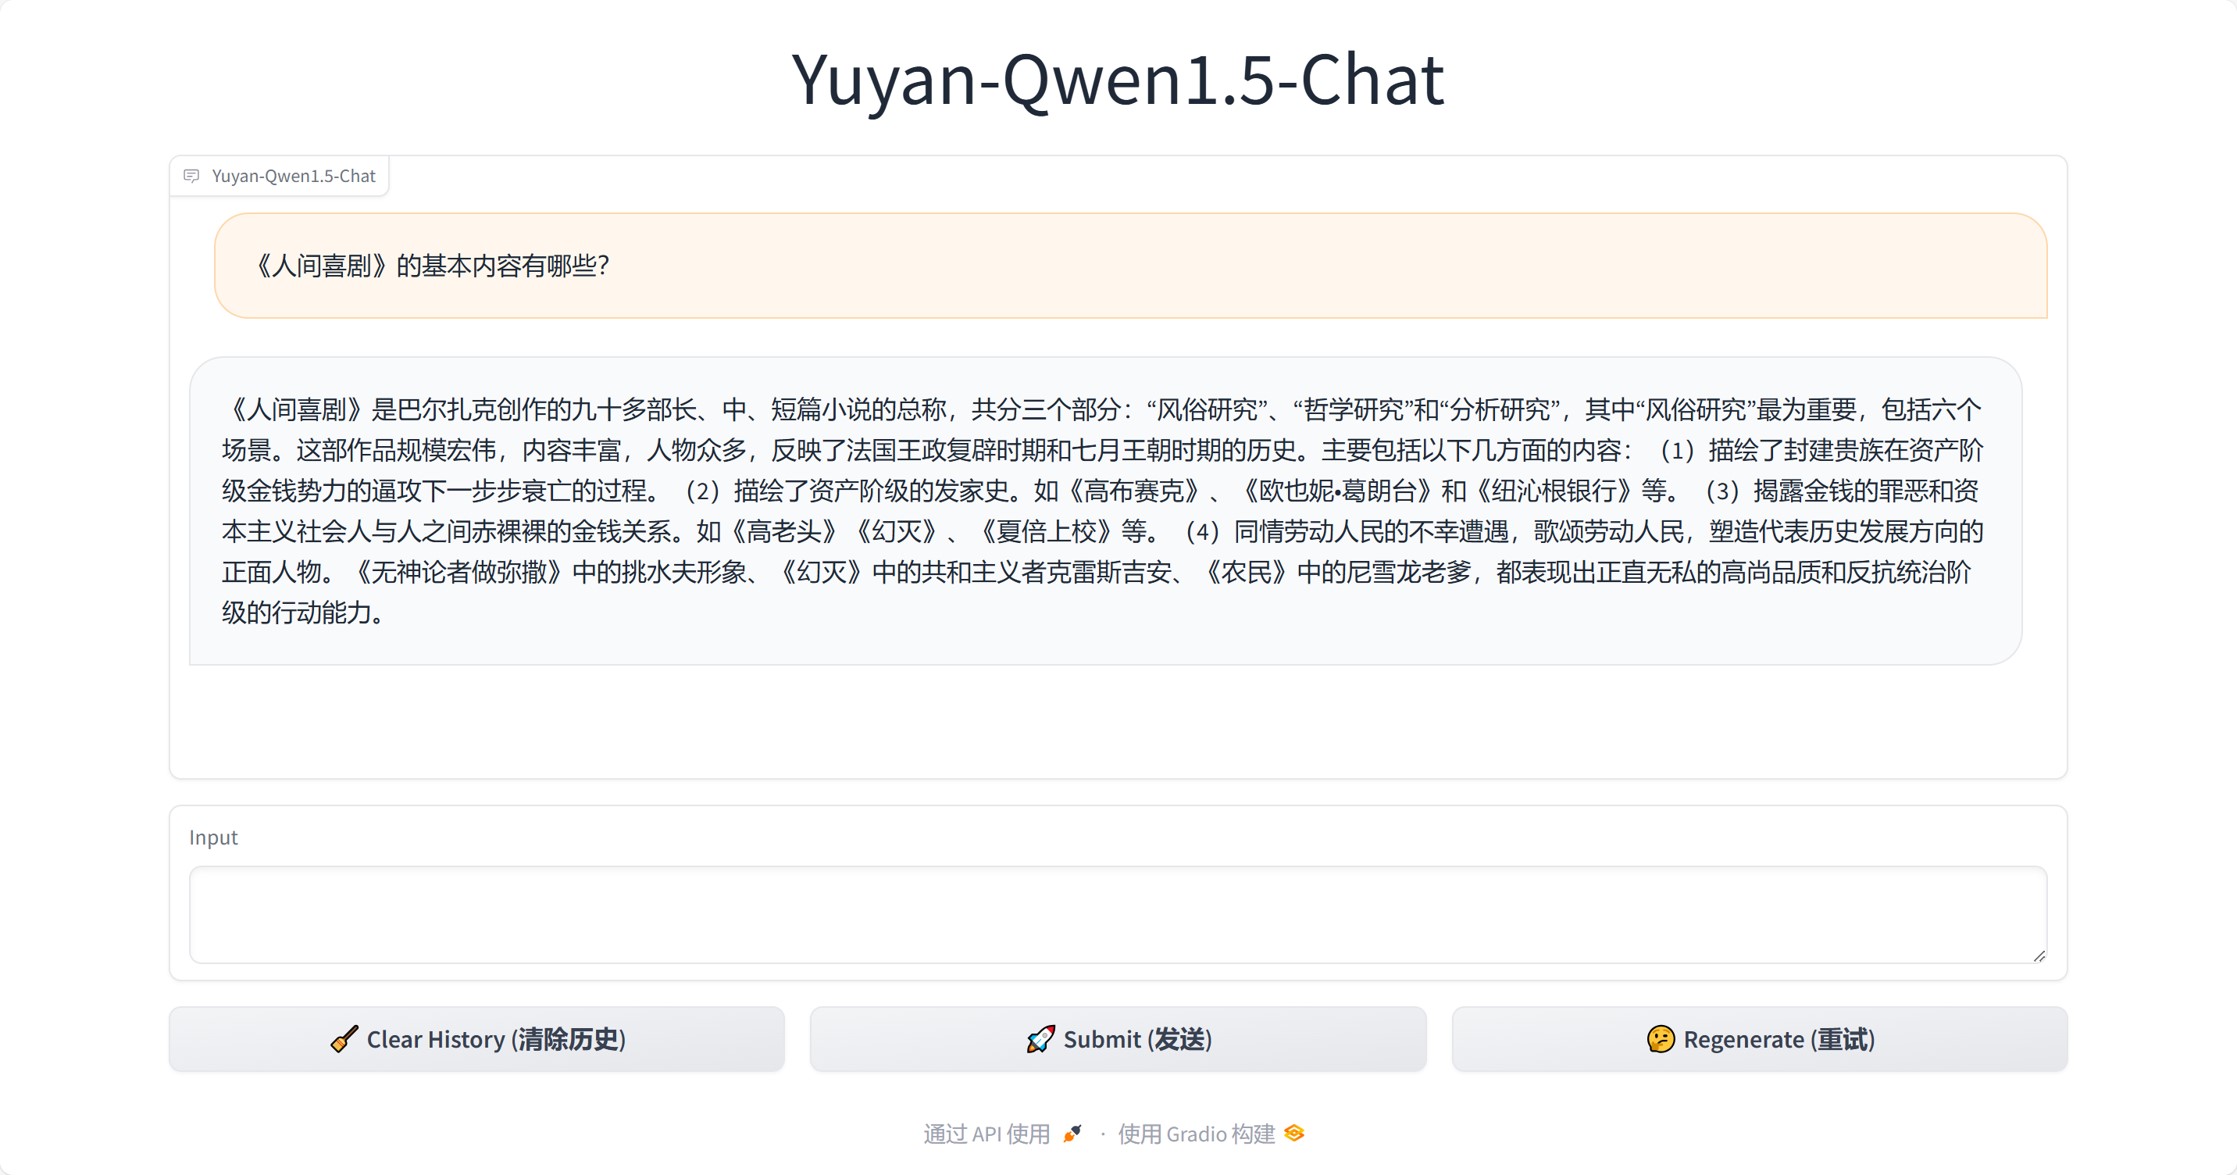 Yuyan-Qwen1.5-Chat
Yuyan-Qwen1.5-Chat
《人间喜剧》的基本内容有哪些？
《人间喜剧》是巴尔扎克创作的九十多部长、中、短篇小说的总称，共分三个部分：“风俗研究”、“哲学研究”和“分析研究”，其中“风俗研究”最为重要，包括六个
场景。这部作品规模宏伟，内容丰富，人物众多，反映了法国王政复辟时期和七月王朝时期的历史。主要包括以下几方面的内容：（1）描绘了封建贵族在资产阶
级金钱势力的逼攻下一步步衰亡的过程。（2）描绘了资产阶级的发家史。如《高布赛克》、《欧也妮•葛朗台》和《纽沁根银行》等。（3）揭露金钱的罪恶和资
本主义社会人与人之间赤裸裸的金钱关系。如《高老头》《幻灭》、《夏倍上校》等。（4）同情劳动人民的不幸遭遇，歌颂劳动人民，塑造代表历史发展方向的
正面人物。《无神论者做弥撒》中的挑水夫形象、《幻灭》中的共和主义者克雷斯吉安、《农民》中的尼雪龙老爹，都表现出正直无私的高尚品质和反抗统治阶
级的行动能力。
Input
🧹 Clear History (清除历史)
🚀 Submit (发送)
🤔 Regenerate (重试)
通过 API 使用 · 使用 Gradio 构建